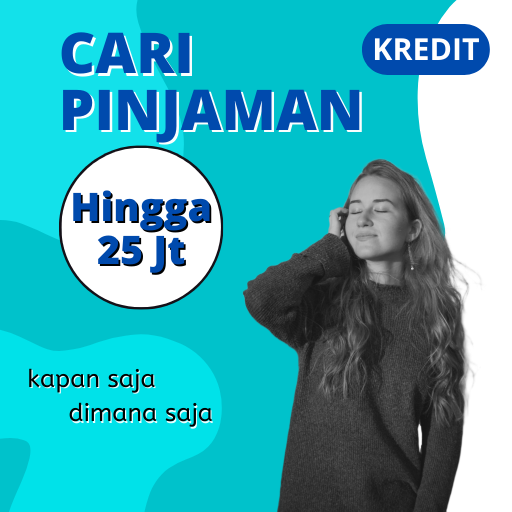 CARI
PINJAMAN
KREDIT
Hingga
25 Jt
kapan saja
dimana saja